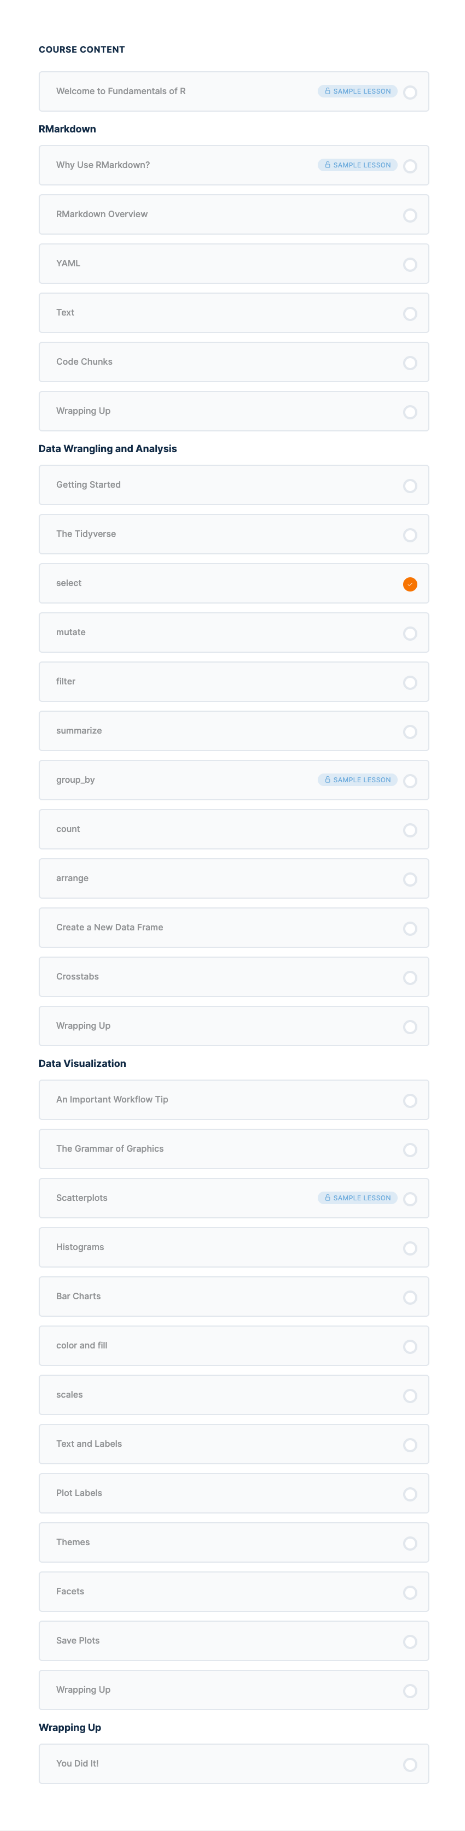 COURSE CONTENT
Welcome to Fundamentals of R SAMPLE LESSON
RMarkdown
Why Use RMarkdown? SAMPLE LESSON
RMarkdown Overview
YAML
Text
Code Chunks
Wrapping Up
Data Wrangling and Analysis
Getting Started
The Tidyverse
select
mutate
filter
summarize
group_by SAMPLE LESSON
count
arrange
Create a New Data Frame
Crosstabs
Wrapping Up
Data Visualization
An Important Workflow Tip
The Grammar of Graphics
Scatterplots SAMPLE LESSON
Histograms
Bar Charts
color and fill
scales
Text and Labels
Plot Labels
Themes
Facets
Save Plots
Wrapping Up
Wrapping Up
You Did It!